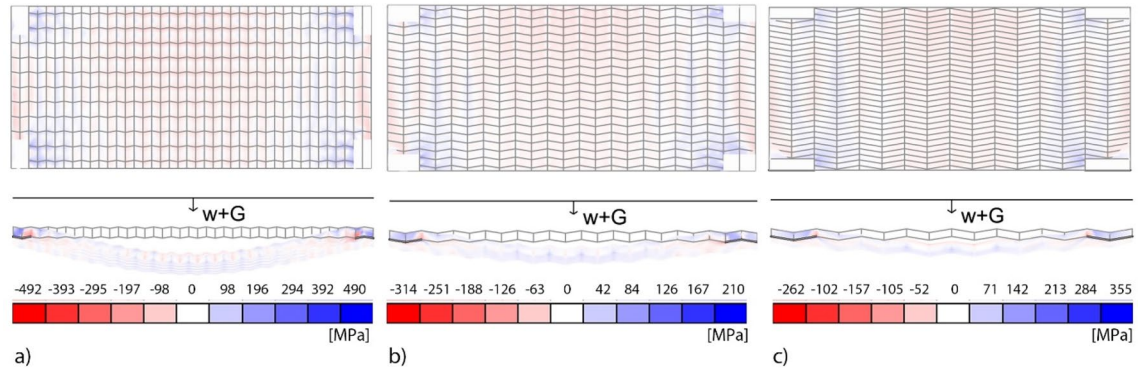 w+G
-492 -393 -295 -197 -98 0 98 196 294 392 490
[MPa]
a)
w+G
-314 -251 -188 -126 -63 0 42 84 126 167 210
[MPa]
b)
w+G
-262 -102 -157 -105 -52 0 71 142 213 284 355
[MPa]
c)